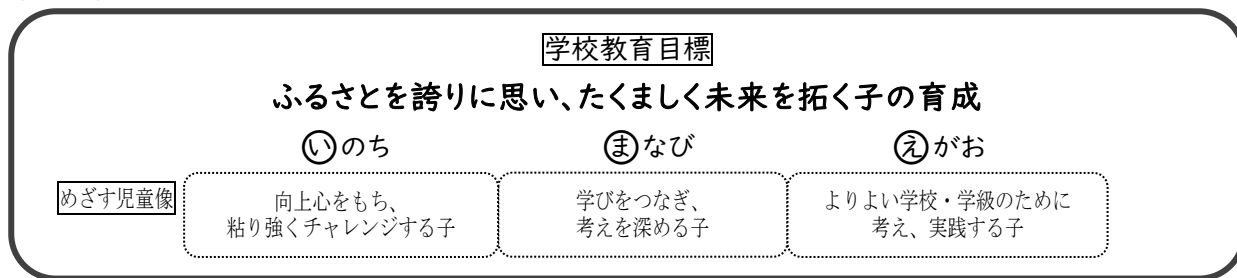 学校教育目標
ふるさとを誇りに思い、たくましく未来を拓く子の育成
いのち まなび えがお
めざす児童像
向上心をもち、
粘り強くチャレンジする子
学びをつなぎ、
考えを深める子
よりよい学校・学級のために
考え、実践する子